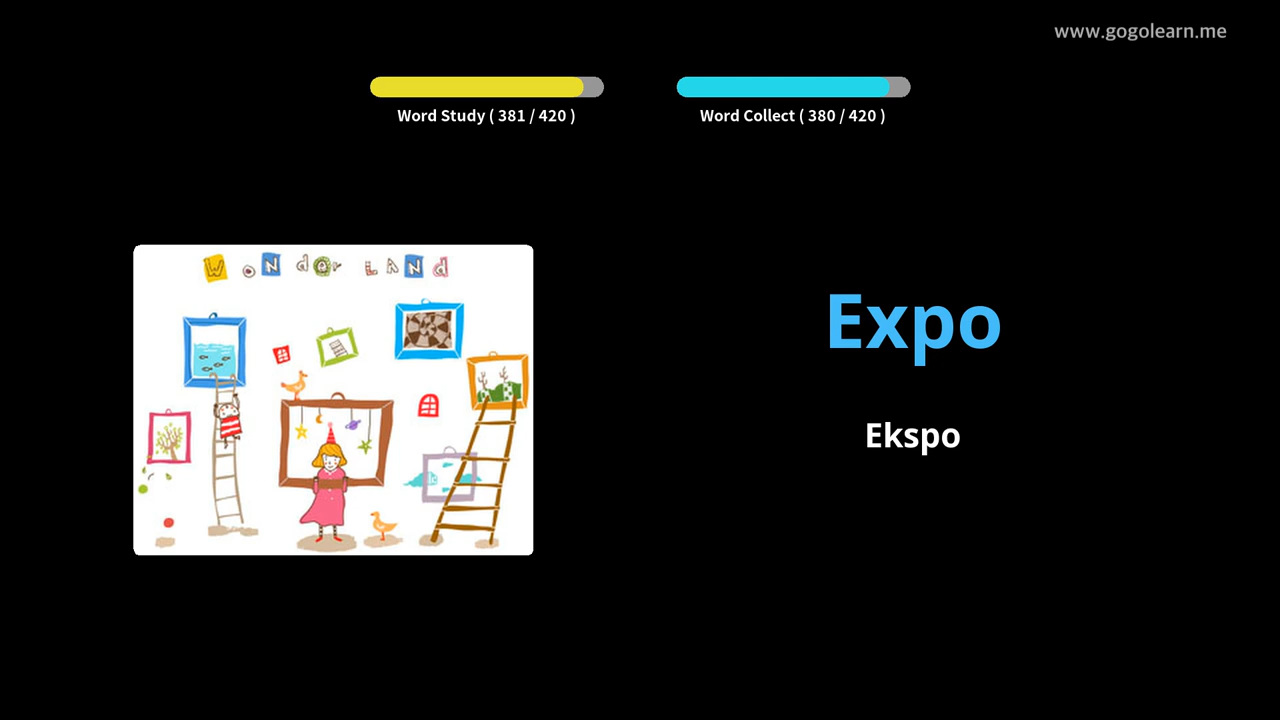 www.gogolearn.me
Word Study ( 381 / 420 )
Word Collect ( 380 / 420 )
WoNder LANd
Expo
Ekspo